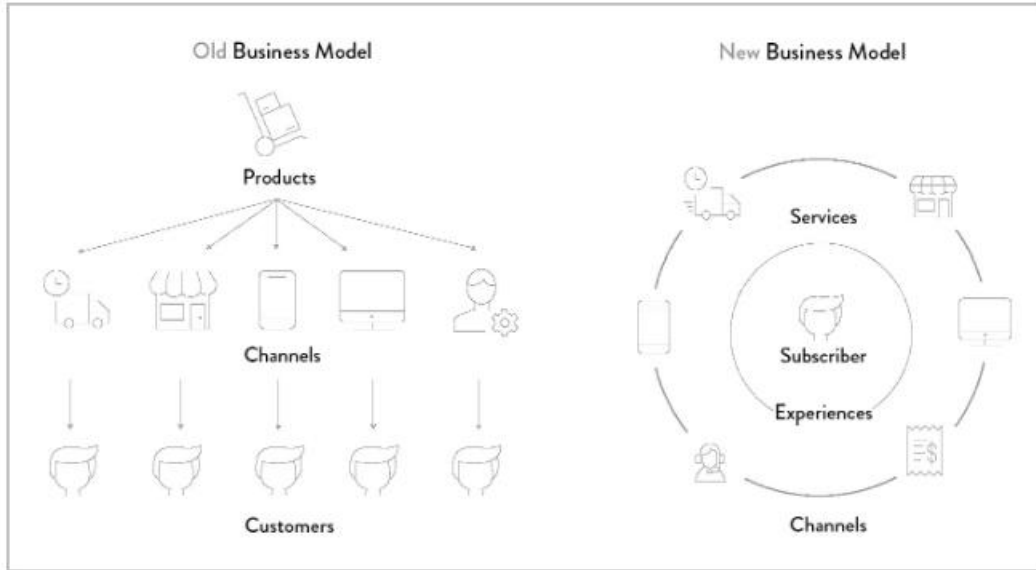 Old Business Model
Products
Channels
Customers
New Business Model
Services
Subscriber
Experiences
Channels
$